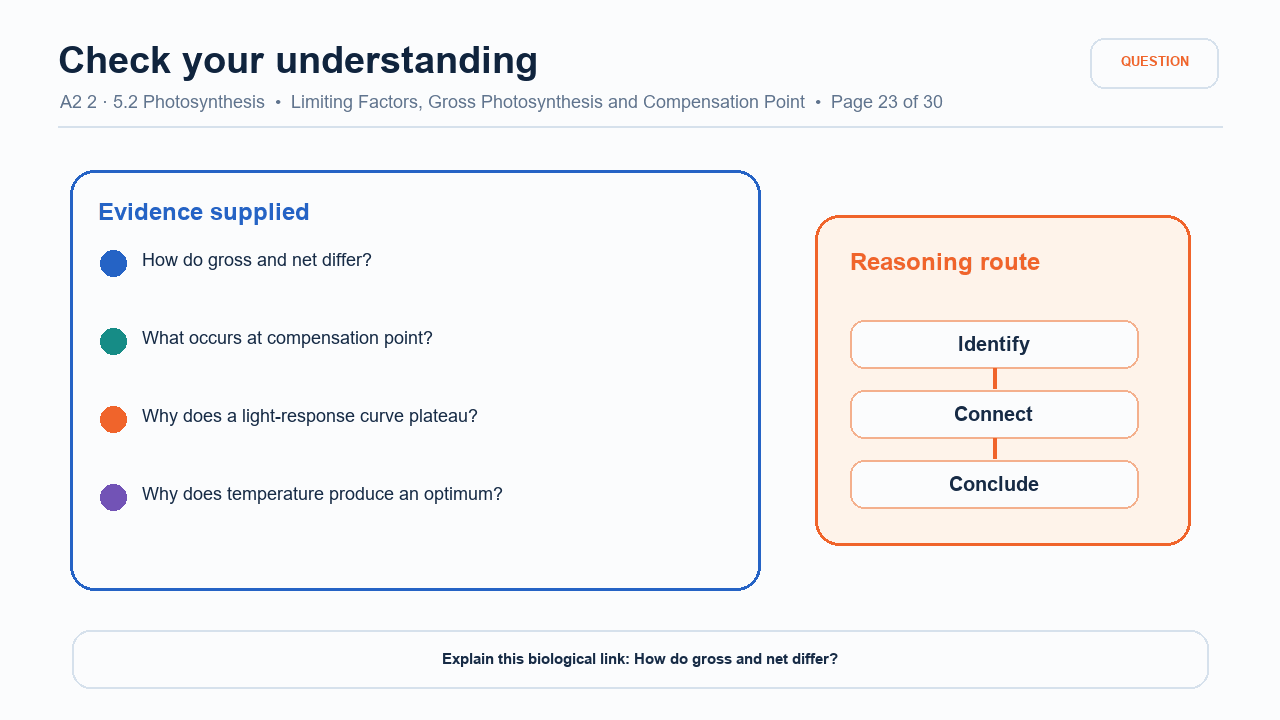 Check your understanding
QUESTION
A2 2 · 5.2 Photosynthesis • Limiting Factors, Gross Photosynthesis and Compensation Point • Page 23 of 30
Evidence supplied
How do gross and net differ?
What occurs at compensation point?
Why does a light-response curve plateau?
Why does temperature produce an optimum?
Reasoning route
Identify
Connect
Conclude
Explain this biological link: How do gross and net differ?